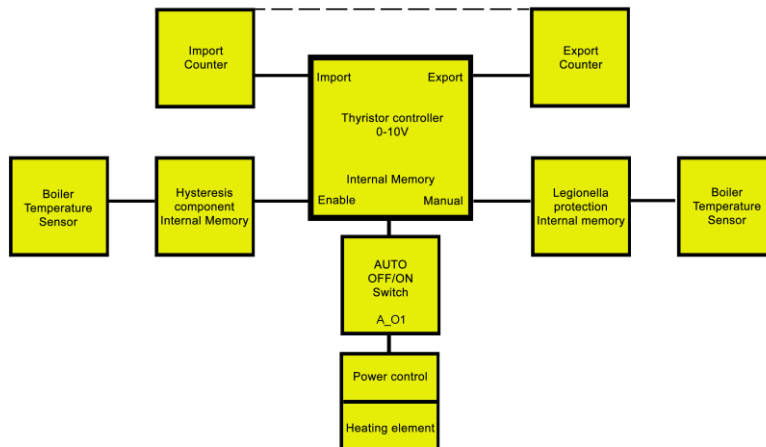 Import
Counter
Export
Counter
Import
Export
Thyristor controller
0-10V
Internal Memory
Enable
Manual
Boiler
Temperature
Sensor
Hysteresis
component
Internal Memory
Legionella
protection
Internal memory
Boiler
Temperature
Sensor
AUTO
OFF/ON
Switch
A_O1
Power control
Heating element